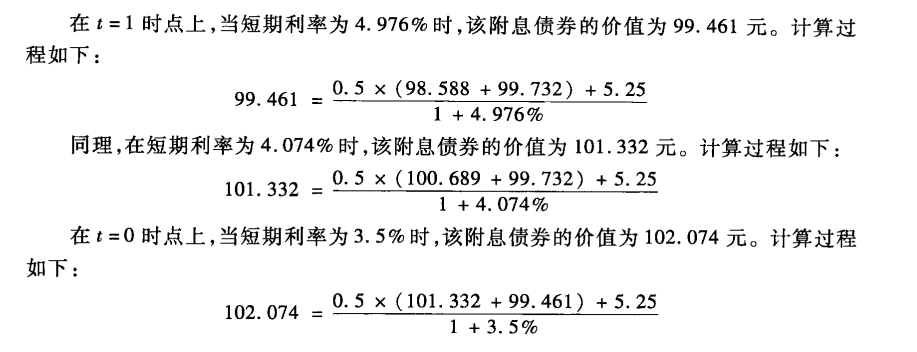 在 t = 1 时点上,当短期利率为 4.976% 时,该附息债券的价值为 99.461 元。计算过
程如下:
99.461 = \frac{0.5 × (98.588 + 99.732) + 5.25}{1 + 4.976%}
同理,在短期利率为 4.074% 时,该附息债券的价值为 101.332 元。计算过程如下:
101.332 = \frac{0.5 × (100.689 + 99.732) + 5.25}{1 + 4.074%}
在 t = 0 时点上,当短期利率为 3.5% 时,该附息债券的价值为 102.074 元。计算过程
如下:
102.074 = \frac{0.5 × (101.332 + 99.461) + 5.25}{1 + 3.5%}